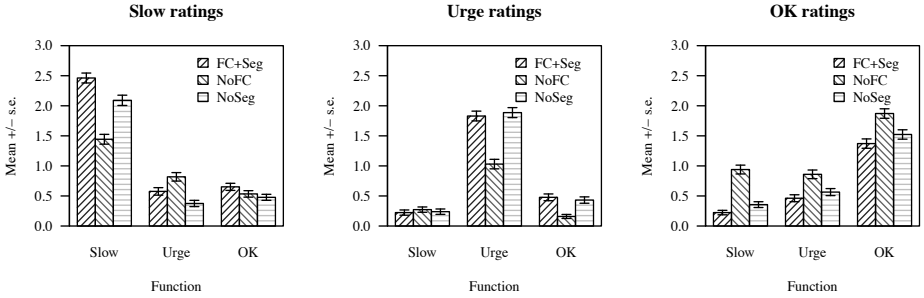 Slow ratings
Mean +/− s.e.
3.0
2.5
2.0
1.5
1.0
0.5
0.0
FC+Seg
NoFC
NoSeg
Slow Urge OK
Function
Urge ratings
Mean +/− s.e.
3.0
2.5
2.0
1.5
1.0
0.5
0.0
FC+Seg
NoFC
NoSeg
Slow Urge OK
Function
OK ratings
Mean +/− s.e.
3.0
2.5
2.0
1.5
1.0
0.5
0.0
FC+Seg
NoFC
NoSeg
Slow Urge OK
Function